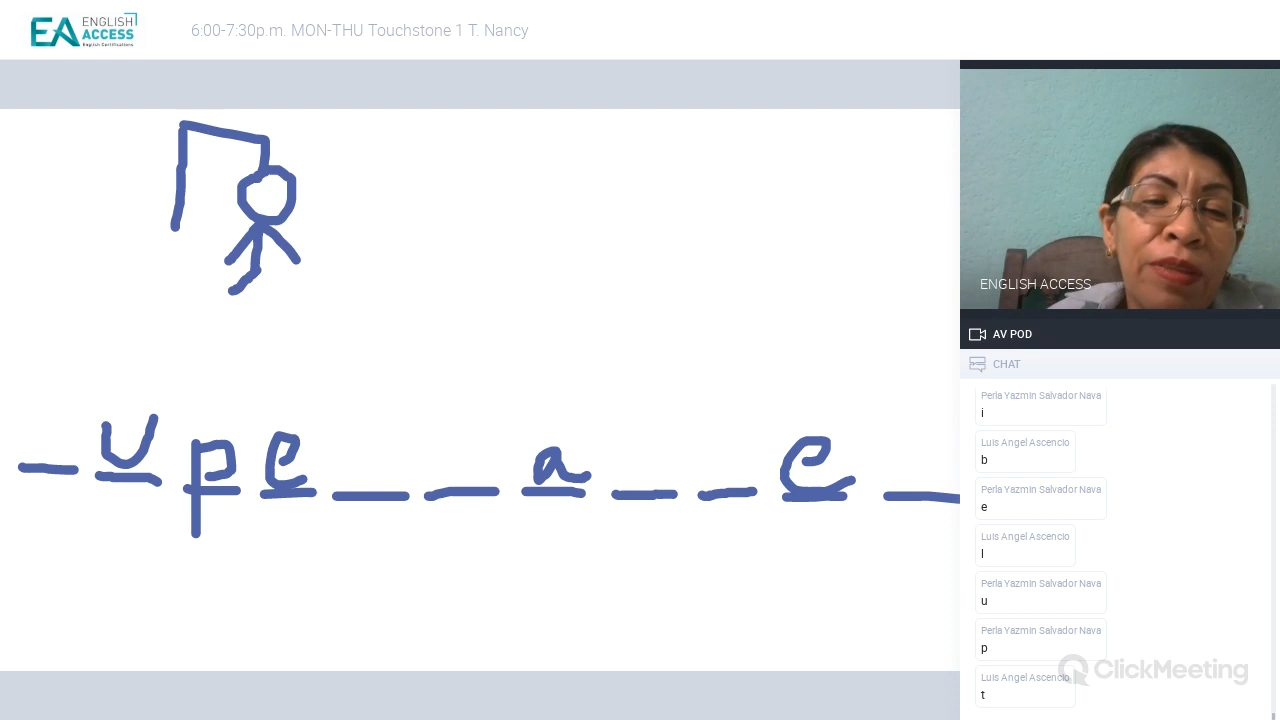 EA ENGLISH ACCESS
English Certifications
6:00-7:30p.m. MON-THU Touchstone 1 T. Nancy
_ U p e _ _ a _ _ e _
ENGLISH ACCESS
AV POD
CHAT
Perla Yazmin Salvador Nava
i
Luis Angel Ascencio
b
Perla Yazmin Salvador Nava
e
Luis Angel Ascencio
l
Perla Yazmin Salvador Nava
u
Perla Yazmin Salvador Nava
p
Luis Angel Ascencio
t
ClickMeeting